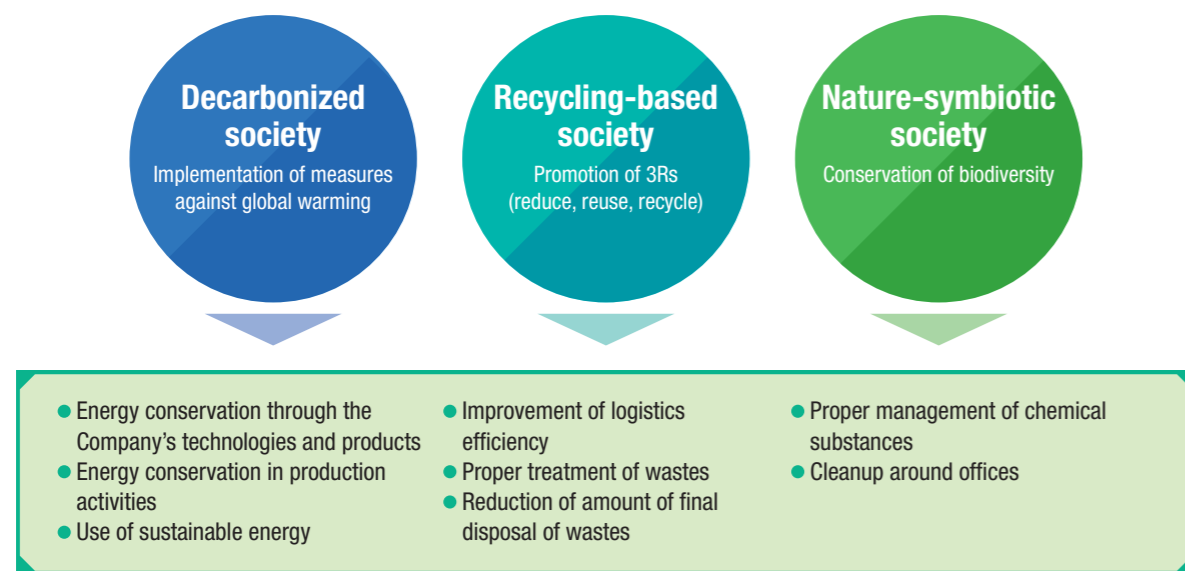 Decarbonized
society
Implementation of measures
against global warming
Recycling-based
society
Promotion of 3Rs
(reduce, reuse, recycle)
Nature-symbiotic
society
Conservation of biodiversity
● Energy conservation through the
Company’s technologies and products
● Energy conservation in production
activities
● Use of sustainable energy
● Improvement of logistics
efficiency
● Proper treatment of wastes
● Reduction of amount of final
disposal of wastes
● Proper management of chemical
substances
● Cleanup around offices